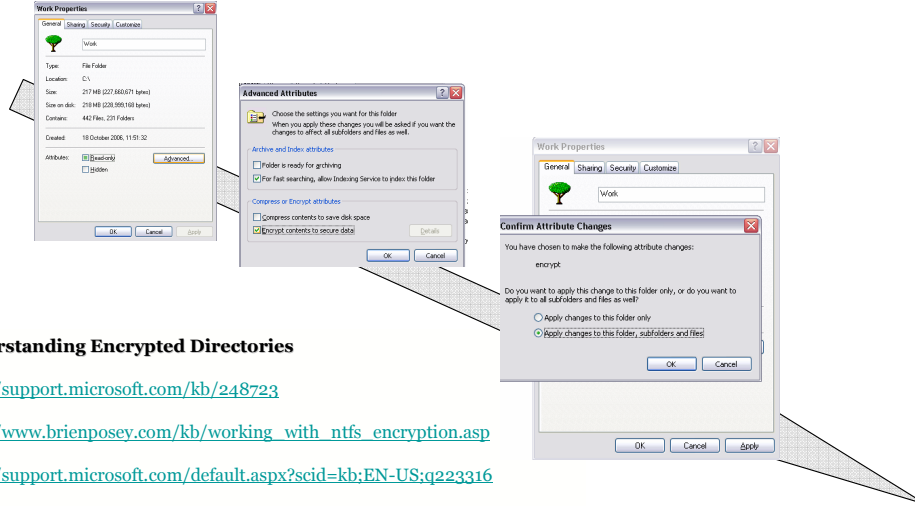 Work Properties
General Sharing Security Customize
Work
Type: File Folder
Location: C:\
Size: 217 MB (227,660,671 bytes)
Size on disk: 218 MB (228,999,168 bytes)
Contains: 442 Files, 231 Folders
Created: 18 October 2006, 11:51:32
Attributes: Read-only Advanced...
Hidden
OK Cancel Apply
Advanced Attributes
Choose the settings you want for this folder
When you apply these changes you will be asked if you want the
changes to affect all subfolders and files as well.
Archive and Index attributes
Folder is ready for archiving
For fast searching, allow Indexing Service to index this folder
Compress or Encrypt attributes
Compress contents to save disk space
Encrypt contents to secure data Details
OK Cancel
Work Properties
General Sharing Security Customize
Work
Confirm Attribute Changes
You have chosen to make the following attribute changes:
encrypt
Do you want to apply this change to this folder only, or do you want to
apply it to all subfolders and files as well?
Apply changes to this folder only
Apply changes to this folder, subfolders and files
OK Cancel
OK Cancel Apply
rstanding Encrypted Directories
/support.microsoft.com/kb/248723
/www.brienposey.com/kb/working_with_ntfs_encryption.asp
/support.microsoft.com/default.aspx?scid=kb;EN-US;q223316